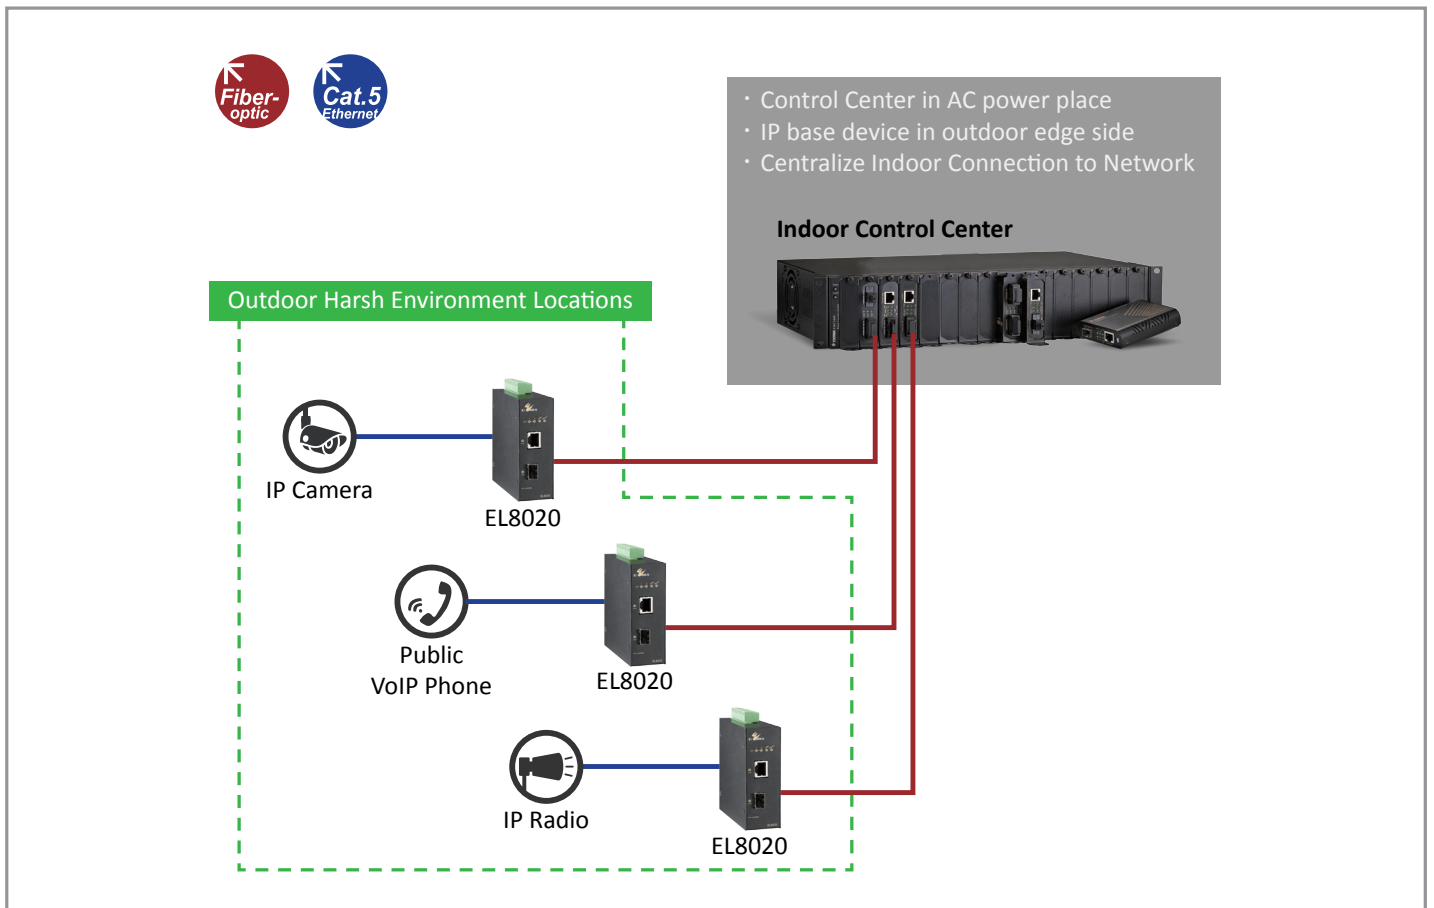 Fiber-
optic
Cat.5
Ethernet
· Control Center in AC power place
· IP base device in outdoor edge side
· Centralize Indoor Connection to Network
Indoor Control Center
Outdoor Harsh Environment Locations
IP Camera
EL8020
Public
VoIP Phone
EL8020
IP Radio
EL8020